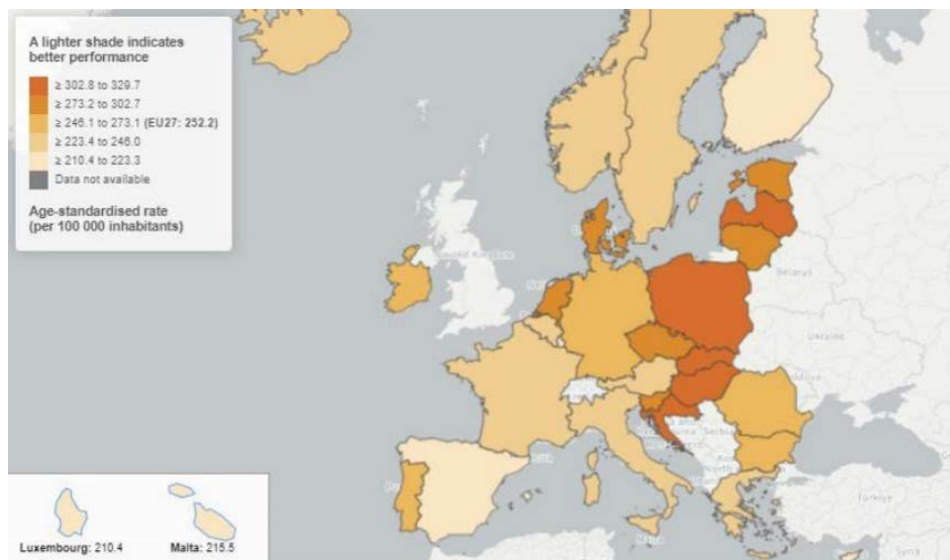 A lighter shade indicates
better performance
≥ 302.8 to 329.7
≥ 273.2 to 302.7
≥ 246.1 to 273.1 (EU27: 252.2)
≥ 223.4 to 246.0
≥ 210.4 to 223.3
Data not available
Age-standardised rate
(per 100 000 inhabitants)
Belarus
Ukraine
Serbia
Türkiye
Syria
Luxembourg: 210.4
Malta: 215.5